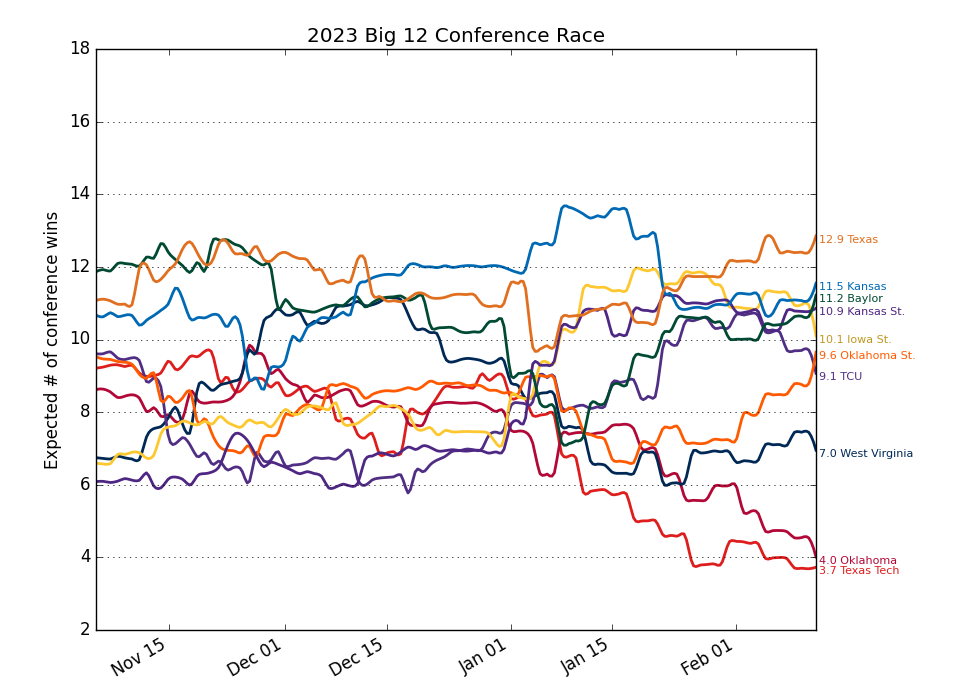 2023 Big 12 Conference Race
Expected # of conference wins
18
16
14
12
10
8
6
4
2
12.9 Texas
11.5 Kansas
11.2 Baylor
10.9 Kansas St.
10.1 Iowa St.
9.6 Oklahoma St.
9.1 TCU
7.0 West Virginia
4.0 Oklahoma
3.7 Texas Tech
Nov 15
Dec 01
Dec 15
Jan 01
Jan 15
Feb 01